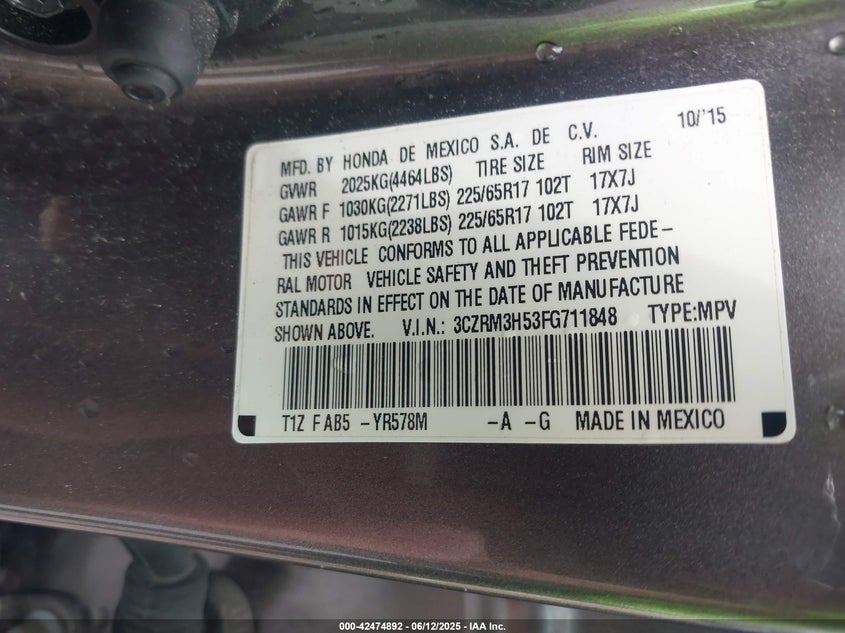 10/'15
MFD. BY HONDA DE MEXICO S.A. DE C.V.
GVWR 2025KG(4464LBS) TIRE SIZE RIM SIZE
GAWR F 1030KG(2271LBS) 225/65R17 102T 17X7J
GAWR R 1015KG(2238LBS) 225/65R17 102T 17X7J
THIS VEHICLE CONFORMS TO ALL APPLICABLE FEDE-
RAL MOTOR VEHICLE SAFETY AND THEFT PREVENTION
STANDARDS IN EFFECT ON THE DATE OF MANUFACTURE
SHOWN ABOVE. V.I.N.: 3CZRM3H53FG711848 TYPE:MPV
T1Z F AB5 -YR578M -A -G MADE IN MEXICO
000-42474892 - 06/12/2025 - IAA Inc.